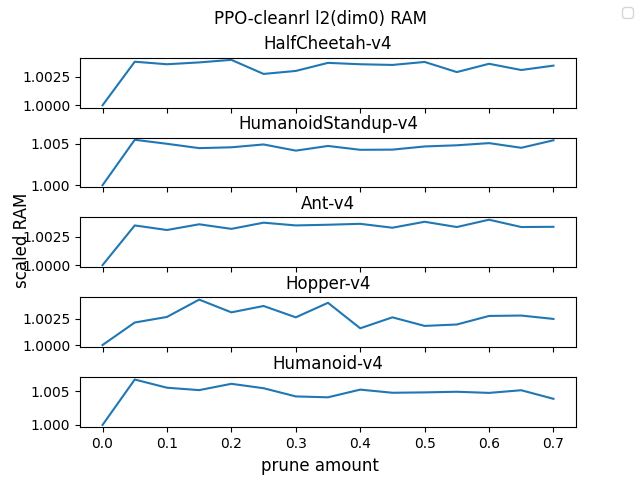 PPO-cleanrl l2(dim0) RAM
HalfCheetah-v4
1.0025
1.0000
HumanoidStandup-v4
1.005
1.000
Ant-v4
1.0025
1.0000
scaled RAM
Hopper-v4
1.0025
1.0000
Humanoid-v4
1.005
1.000
0.0 0.1 0.2 0.3 0.4 0.5 0.6 0.7
prune amount